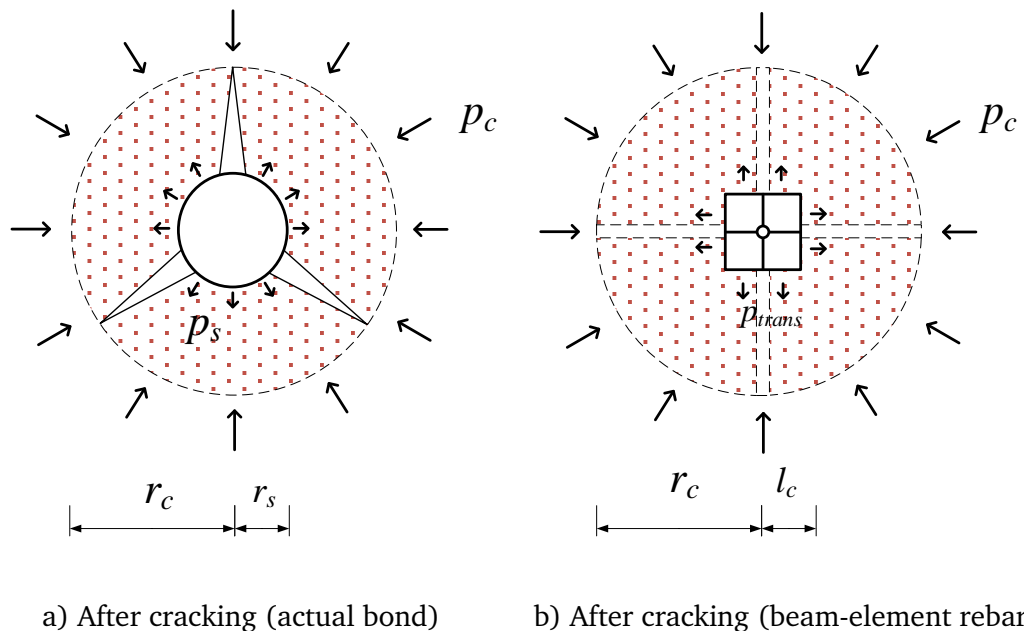 p_c
p_c
p_s
p_trans
r_c
r_s
r_c
l_c
a) After cracking (actual bond)
b) After cracking (beam-element rebar